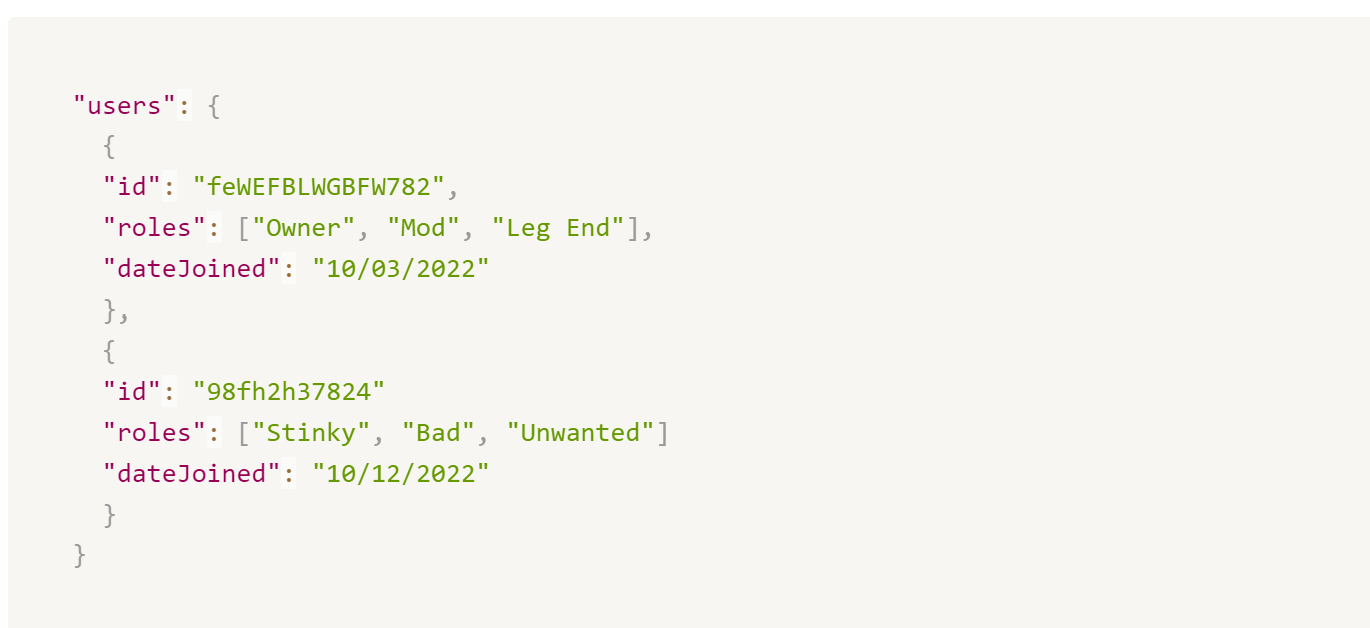 "users": {
{
"id": "feWEFBLWGBFW782",
"roles": ["Owner", "Mod", "Leg End"],
"dateJoined": "10/03/2022"
},
{
"id": "98fh2h37824"
"roles": ["Stinky", "Bad", "Unwanted"]
"dateJoined": "10/12/2022"
}
}